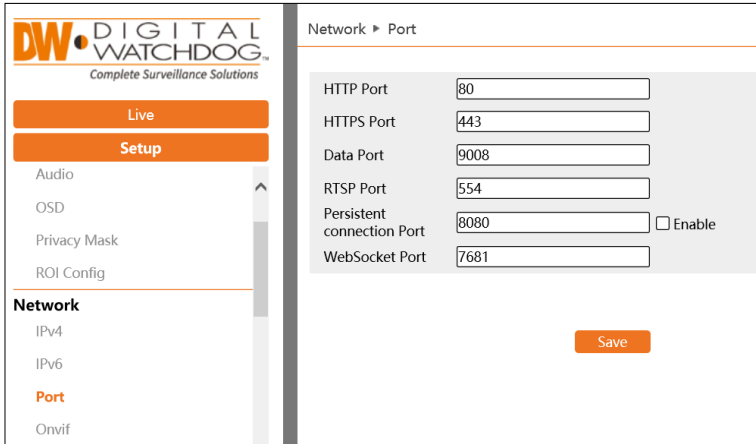 DW DIGITAL
WATCHDOG™
Complete Surveillance Solutions
Live
Setup
Audio
OSD
Privacy Mask
ROI Config
Network
IPv4
IPv6
Port
Onvif
Network ▶ Port
HTTP Port 80
HTTPS Port 443
Data Port 9008
RTSP Port 554
Persistent
connection Port 8080 Enable
WebSocket Port 7681
Save